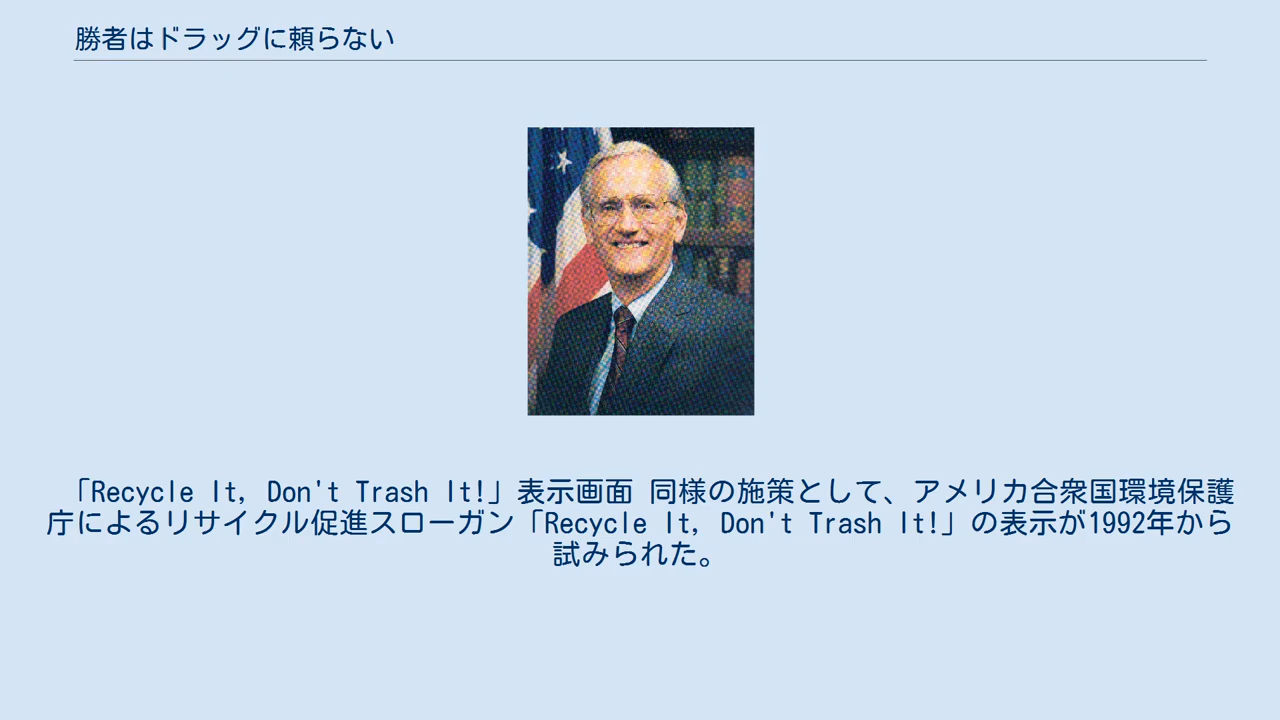 勝者はドラッグに頼らない
「Recycle It, Don't Trash It!」表示画面 同様の施策として、アメリカ合衆国環境保護
庁によるリサイクル促進スローガン「Recycle It, Don't Trash It!」の表示が1992年から
試みられた。